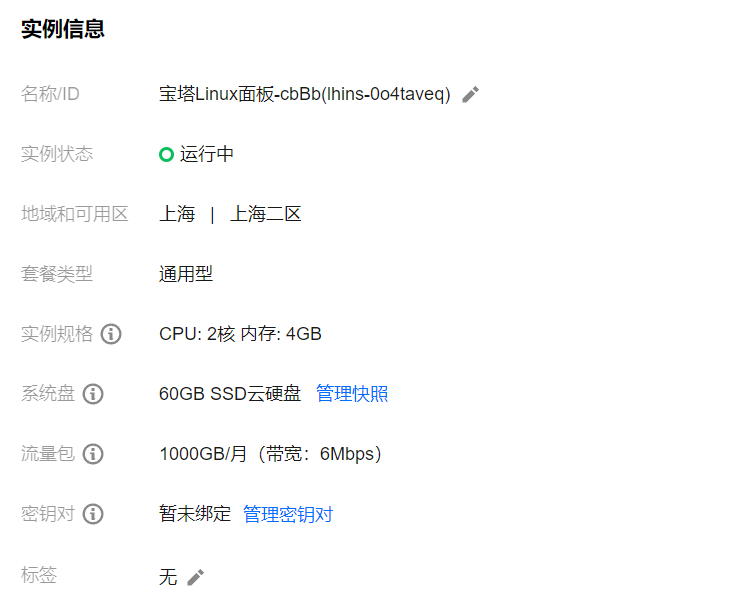 实例信息
名称/ID 宝塔Linux面板-cbBb(lhins-0o4taveq)
实例状态 运行中
地域和可用区 上海 | 上海二区
套餐类型 通用型
实例规格 CPU: 2核 内存: 4GB
系统盘 60GB SSD云硬盘 管理快照
流量包 1000GB/月（带宽：6Mbps）
密钥对 暂未绑定 管理密钥对
标签 无